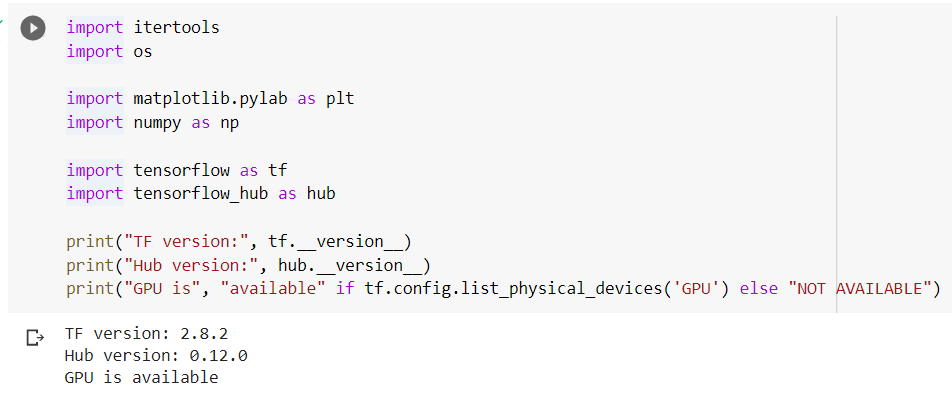 import itertools
import os
import matplotlib.pylab as plt
import numpy as np
import tensorflow as tf
import tensorflow_hub as hub
print("TF version:", tf.__version__)
print("Hub version:", hub.__version__)
print("GPU is", "available" if tf.config.list_physical_devices('GPU') else "NOT AVAILABLE")
TF version: 2.8.2
Hub version: 0.12.0
GPU is available